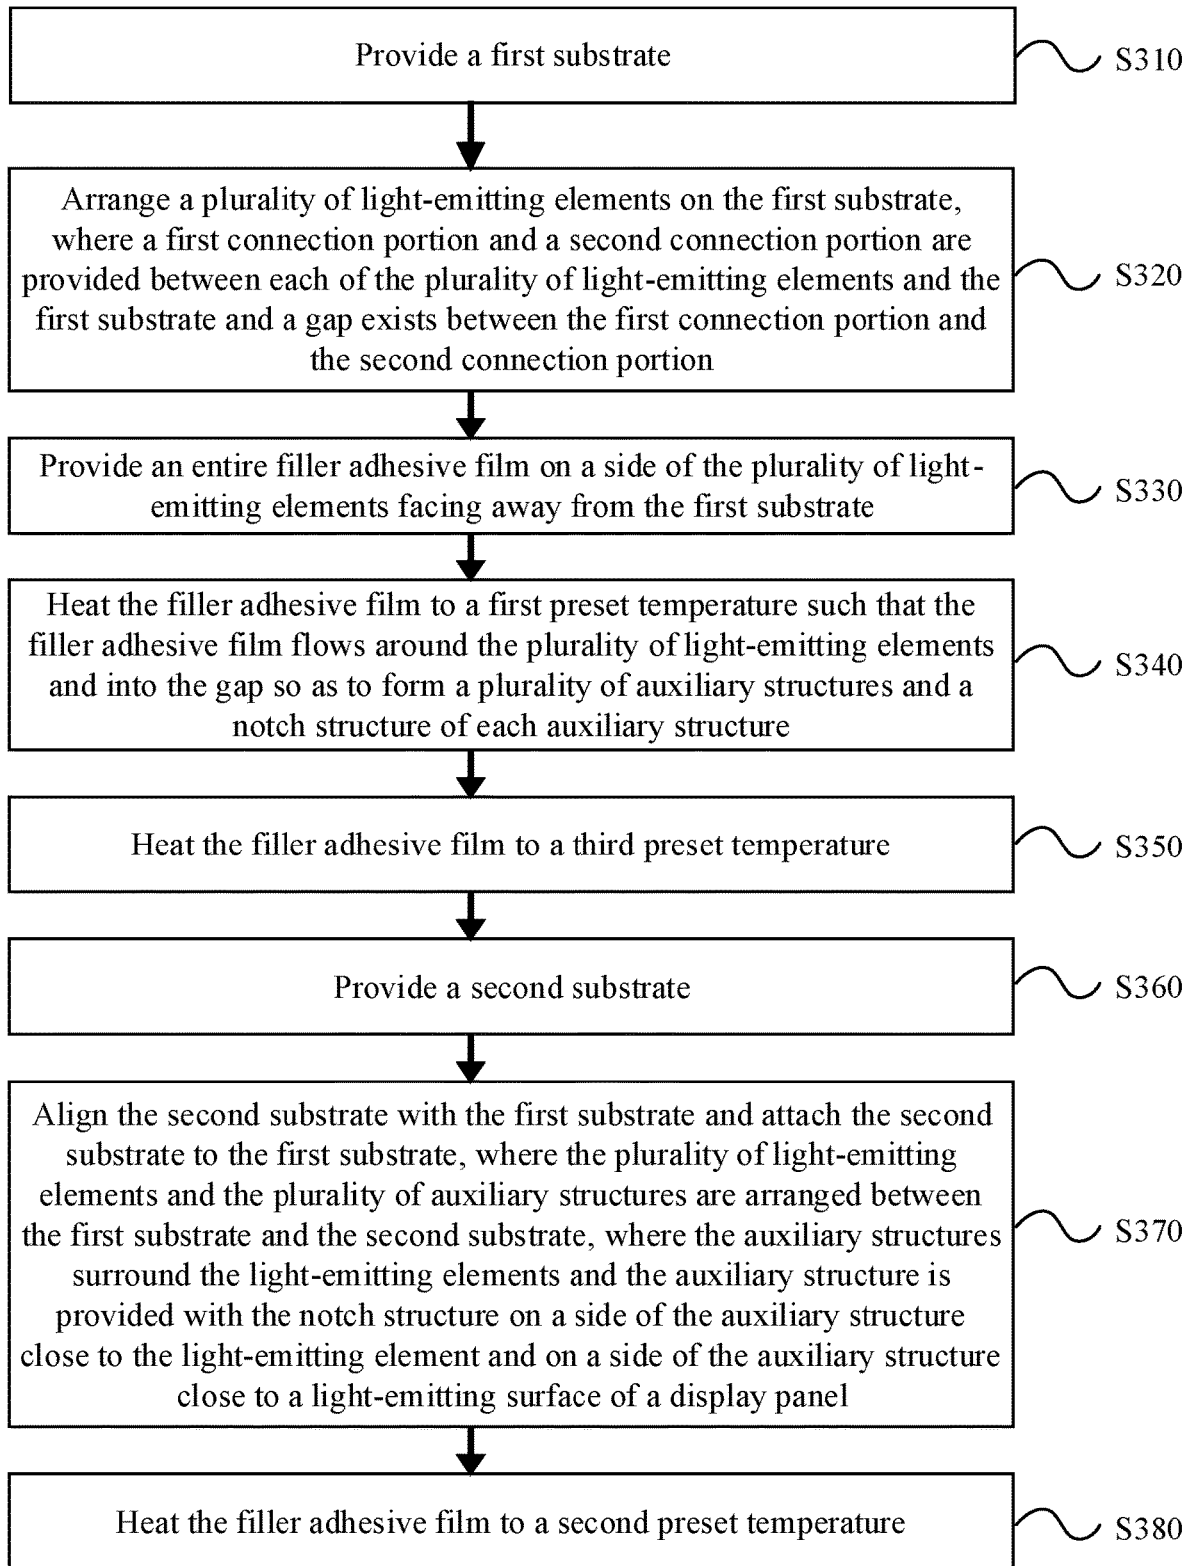 Provide a first substrate
S310
Arrange a plurality of light-emitting elements on the first substrate,
where a first connection portion and a second connection portion are
provided between each of the plurality of light-emitting elements and the
first substrate and a gap exists between the first connection portion and
the second connection portion
S320
Provide an entire filler adhesive film on a side of the plurality of light-
emitting elements facing away from the first substrate
S330
Heat the filler adhesive film to a first preset temperature such that the
filler adhesive film flows around the plurality of light-emitting elements
and into the gap so as to form a plurality of auxiliary structures and a
notch structure of each auxiliary structure
S340
Heat the filler adhesive film to a third preset temperature
S350
Provide a second substrate
S360
Align the second substrate with the first substrate and attach the second
substrate to the first substrate, where the plurality of light-emitting
elements and the plurality of auxiliary structures are arranged between
the first substrate and the second substrate, where the auxiliary structures
surround the light-emitting elements and the auxiliary structure is
provided with the notch structure on a side of the auxiliary structure
close to the light-emitting element and on a side of the auxiliary structure
close to a light-emitting surface of a display panel
S370
Heat the filler adhesive film to a second preset temperature
S380